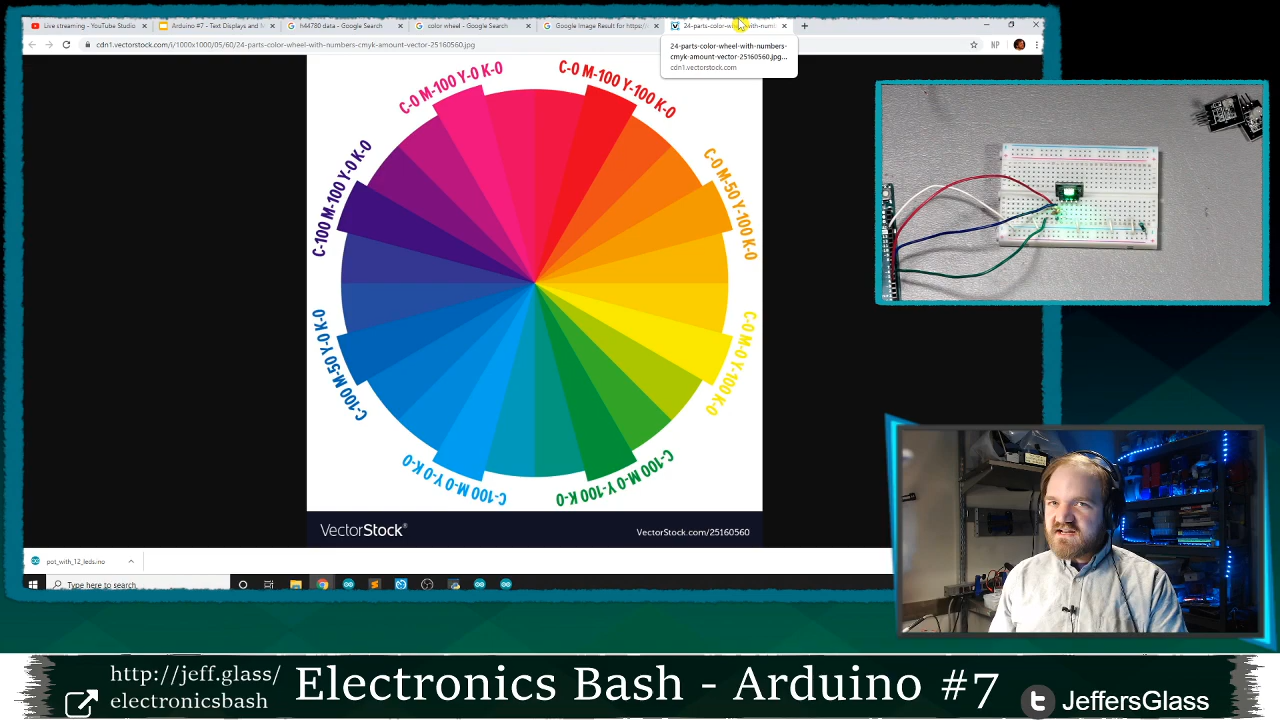 Live streaming - YouTube Studio
Arduino #7 - Text Displays and
h44780 data - Google Search
color wheel - Google Search
Google Image Result for https:/
24-parts-color-wheel-with-num
cdn1.vectorstock.com/i/1000x1000/05/60/24-parts-color-wheel-with-numbers-cmyk-amount-vector-25160560.jpg
NP
24-parts-color-wheel-with-numbers-
cmyk-amount-vector-25160560.jpg...
cdn1.vectorstock.com
C-0 M-100 Y-0 K-0
C-0 M-100 Y-100 K-0
C-100 M-100 Y-0 K-0
C-0 M-50 Y-100 K-0
C-100 M-50 Y-0 K-0
C-0 M-0 Y-100 K-0
C-100 M-0 Y-0 K-0
C-100 M-0 Y-100 K-0
VectorStock®
VectorStock.com/25160560
pot_with_12_leds.ino
Type here to search
http://jeff.glass/
electronicsbash
Electronics Bash - Arduino #7
JeffersGlass